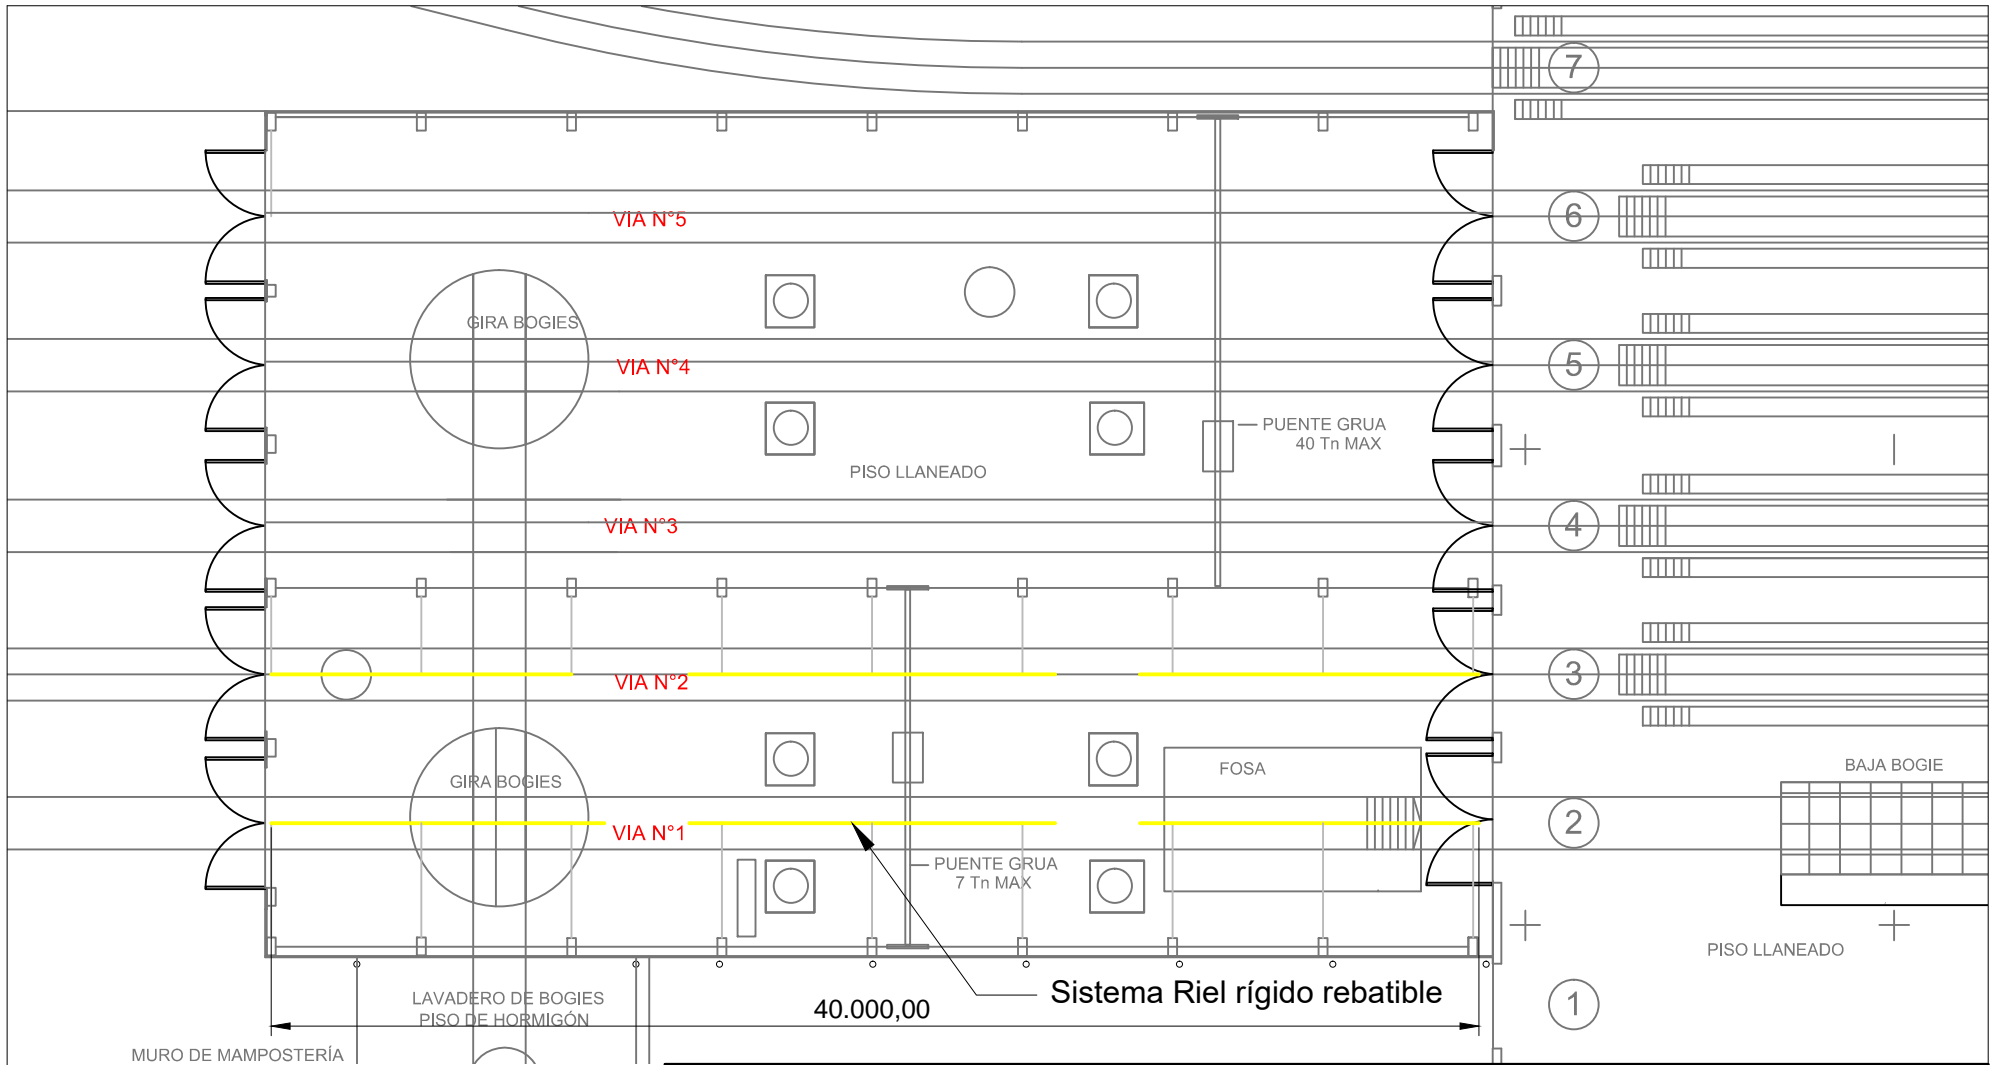 7
VIA N°5
6
GIRA BOGIES
VIA N°4
5
PUENTE GRUA
40 Tn MAX
PISO LLANEADO
VIA N°3
4
VIA N°2
3
FOSA
BAJA BOGIE
GIRA BOGIES
VIA N°1
2
PUENTE GRUA
7 Tn MAX
PISO LLANEADO
Sistema Riel rígido rebatible
LAVADERO DE BOGIES
PISO DE HORMIGÓN
40.000,00
1
MURO DE MAMPOSTERÍA